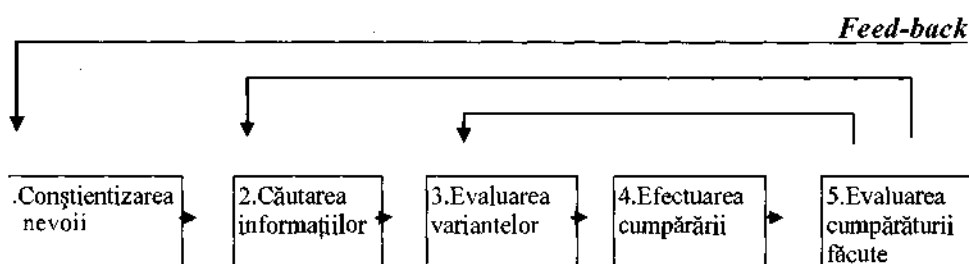 Feed-back
.Conştientizarea
nevoii
2.Căutarea
informaţiilor
3.Evaluarea
variantelor
4.Efectuarea
cumpărării
5.Evaluarea
cumpărăturii
făcute